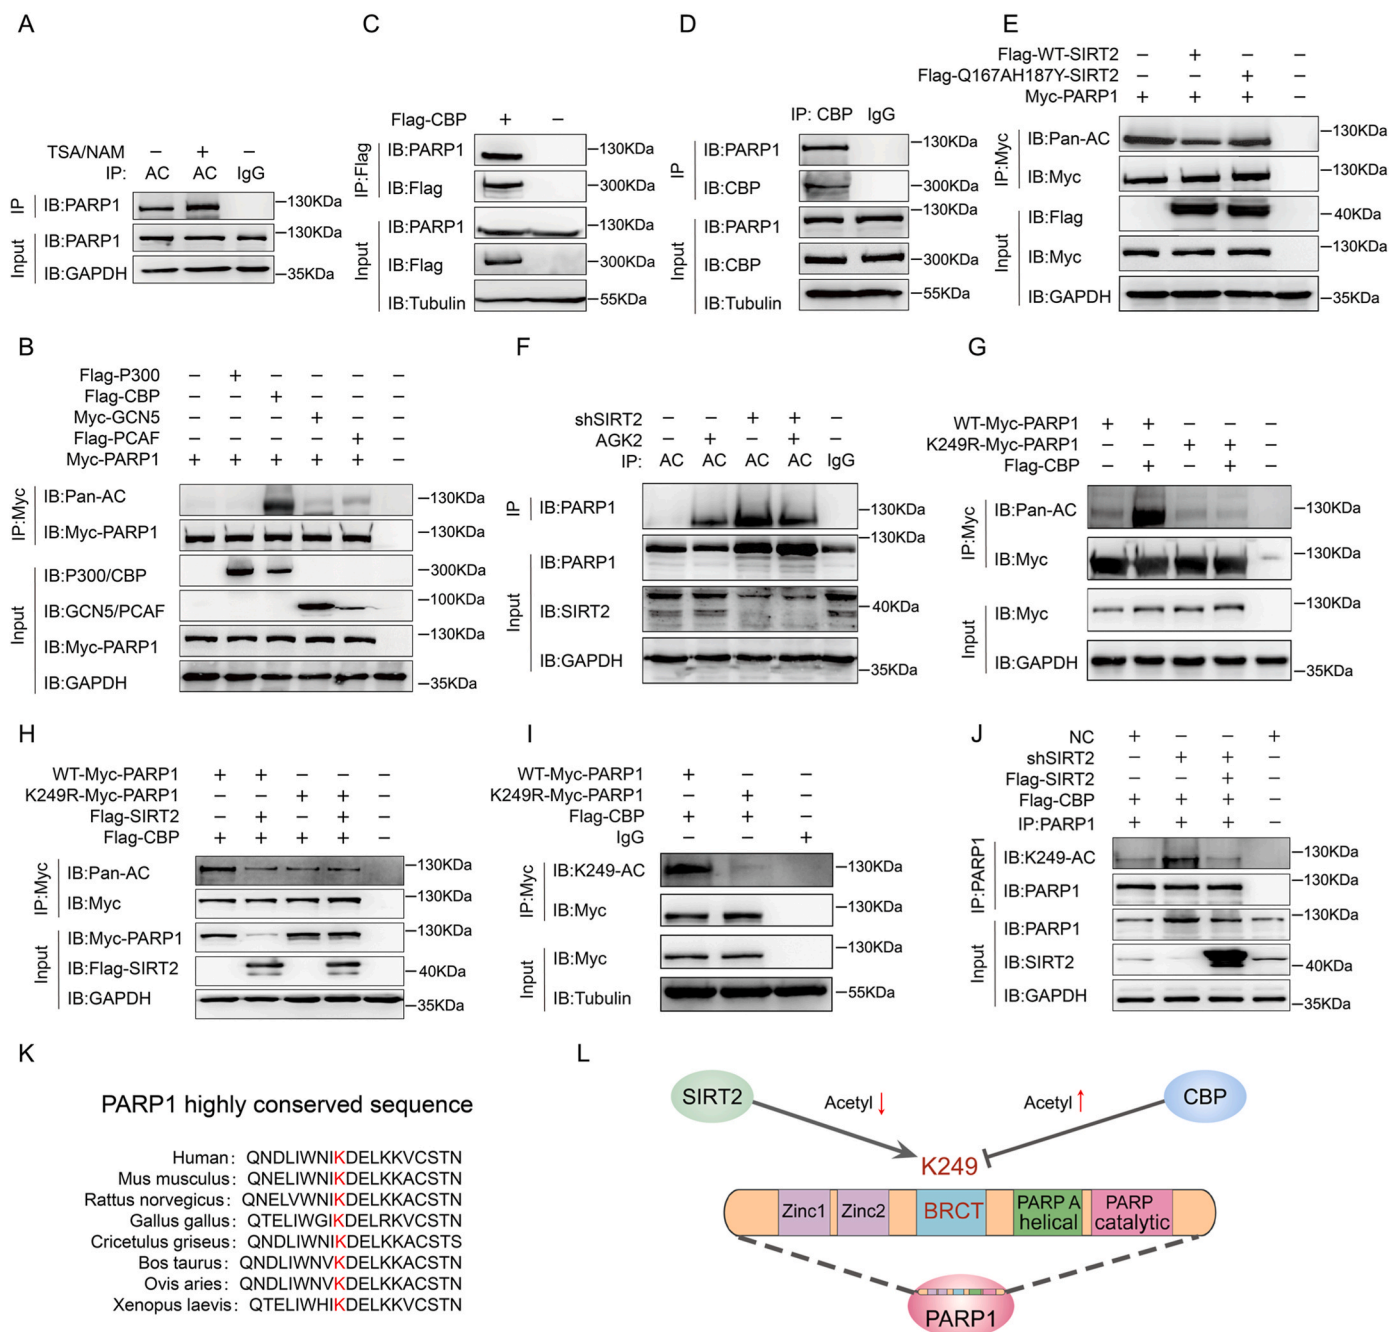 A
TSA/NAM − + −
IP: AC AC IgG
IP
IB:PARP1 −130KDa
Input
IB:PARP1 −130KDa
IB:GAPDH −35KDa
C
Flag-CBP + −
IP:Flag
IB:PARP1 −130KDa
IB:Flag −300KDa
Input
IB:PARP1 −130KDa
IB:Flag −300KDa
IB:Tubulin −55KDa
D
IP: CBP IgG
IP
IB:PARP1 −130KDa
IB:CBP −300KDa
Input
IB:PARP1 −130KDa
IB:CBP −300KDa
IB:Tubulin −55KDa
E
Flag-WT-SIRT2 − + − −
Flag-Q167AH187Y-SIRT2 − − + −
Myc-PARP1 + + + −
IP:Myc
IB:Pan-AC −130KDa
IB:Myc −130KDa
Input
IB:Flag −40KDa
IB:Myc −130KDa
IB:GAPDH −35KDa
B
Flag-P300 − + − − − −
Flag-CBP − − + − − −
Myc-GCN5 − − − + − −
Flag-PCAF − − − − + −
Myc-PARP1 + + + + + −
IP:Myc
IB:Pan-AC −130KDa
IB:Myc-PARP1 −130KDa
Input
IB:P300/CBP −300KDa
IB:GCN5/PCAF −100KDa
IB:Myc-PARP1 −130KDa
IB:GAPDH −35KDa
F
shSIRT2 − − + + −
AGK2 − + − + −
IP: AC AC AC AC IgG
IP
IB:PARP1 −130KDa
Input
IB:PARP1 −130KDa
IB:SIRT2 −40KDa
IB:GAPDH −35KDa
G
WT-Myc-PARP1 + + − − −
K249R-Myc-PARP1 − − + + −
Flag-CBP − + − + −
IP:Myc
IB:Pan-AC −130KDa
IB:Myc −130KDa
Input
IB:Myc −130KDa
IB:GAPDH −35KDa
H
WT-Myc-PARP1 + + − − −
K249R-Myc-PARP1 − − + + −
Flag-SIRT2 − + − + −
Flag-CBP + + + + −
IP:Myc
IB:Pan-AC −130KDa
IB:Myc −130KDa
Input
IB:Myc-PARP1 −130KDa
IB:Flag-SIRT2 −40KDa
IB:GAPDH −35KDa
I
WT-Myc-PARP1 + − −
K249R-Myc-PARP1 − + −
Flag-CBP + + −
IgG − − +
IP:Myc
IB:K249-AC −130KDa
IB:Myc −130KDa
Input
IB:Myc −130KDa
IB:Tubulin −55KDa
J
NC + − − +
shSIRT2 − + + −
Flag-SIRT2 − − + −
Flag-CBP + + + −
IP:PARP1 + + + −
IP:PARP1
IB:K249-AC −130KDa
IB:PARP1
Input
IB:PARP1 −130KDa
IB:SIRT2 −40KDa
IB:GAPDH −35KDa
K
PARP1 highly conserved sequence
Human: QNDLIWNIKDELKKVCSTN
Mus musculus: QNELIWNIKDELKKACSTN
Rattus norvegicus: QNELVWNIKDELKKACSTN
Gallus gallus: QTELIWGIKDELRKVCSTN
Cricetulus griseus: QNDLIWNIKDELKKACSTS
Bos taurus: QNDLIWNVKDELKKACSTN
Ovis aries: QNDLIWNVKDELKKACSTN
Xenopus laevis: QTELIWHIKDELKKVCSTN
L
SIRT2
Acetyl ↓
Acetyl ↑
CBP
K249
Zinc1 Zinc2 BRCT PARP A helical PARP catalytic
PARP1